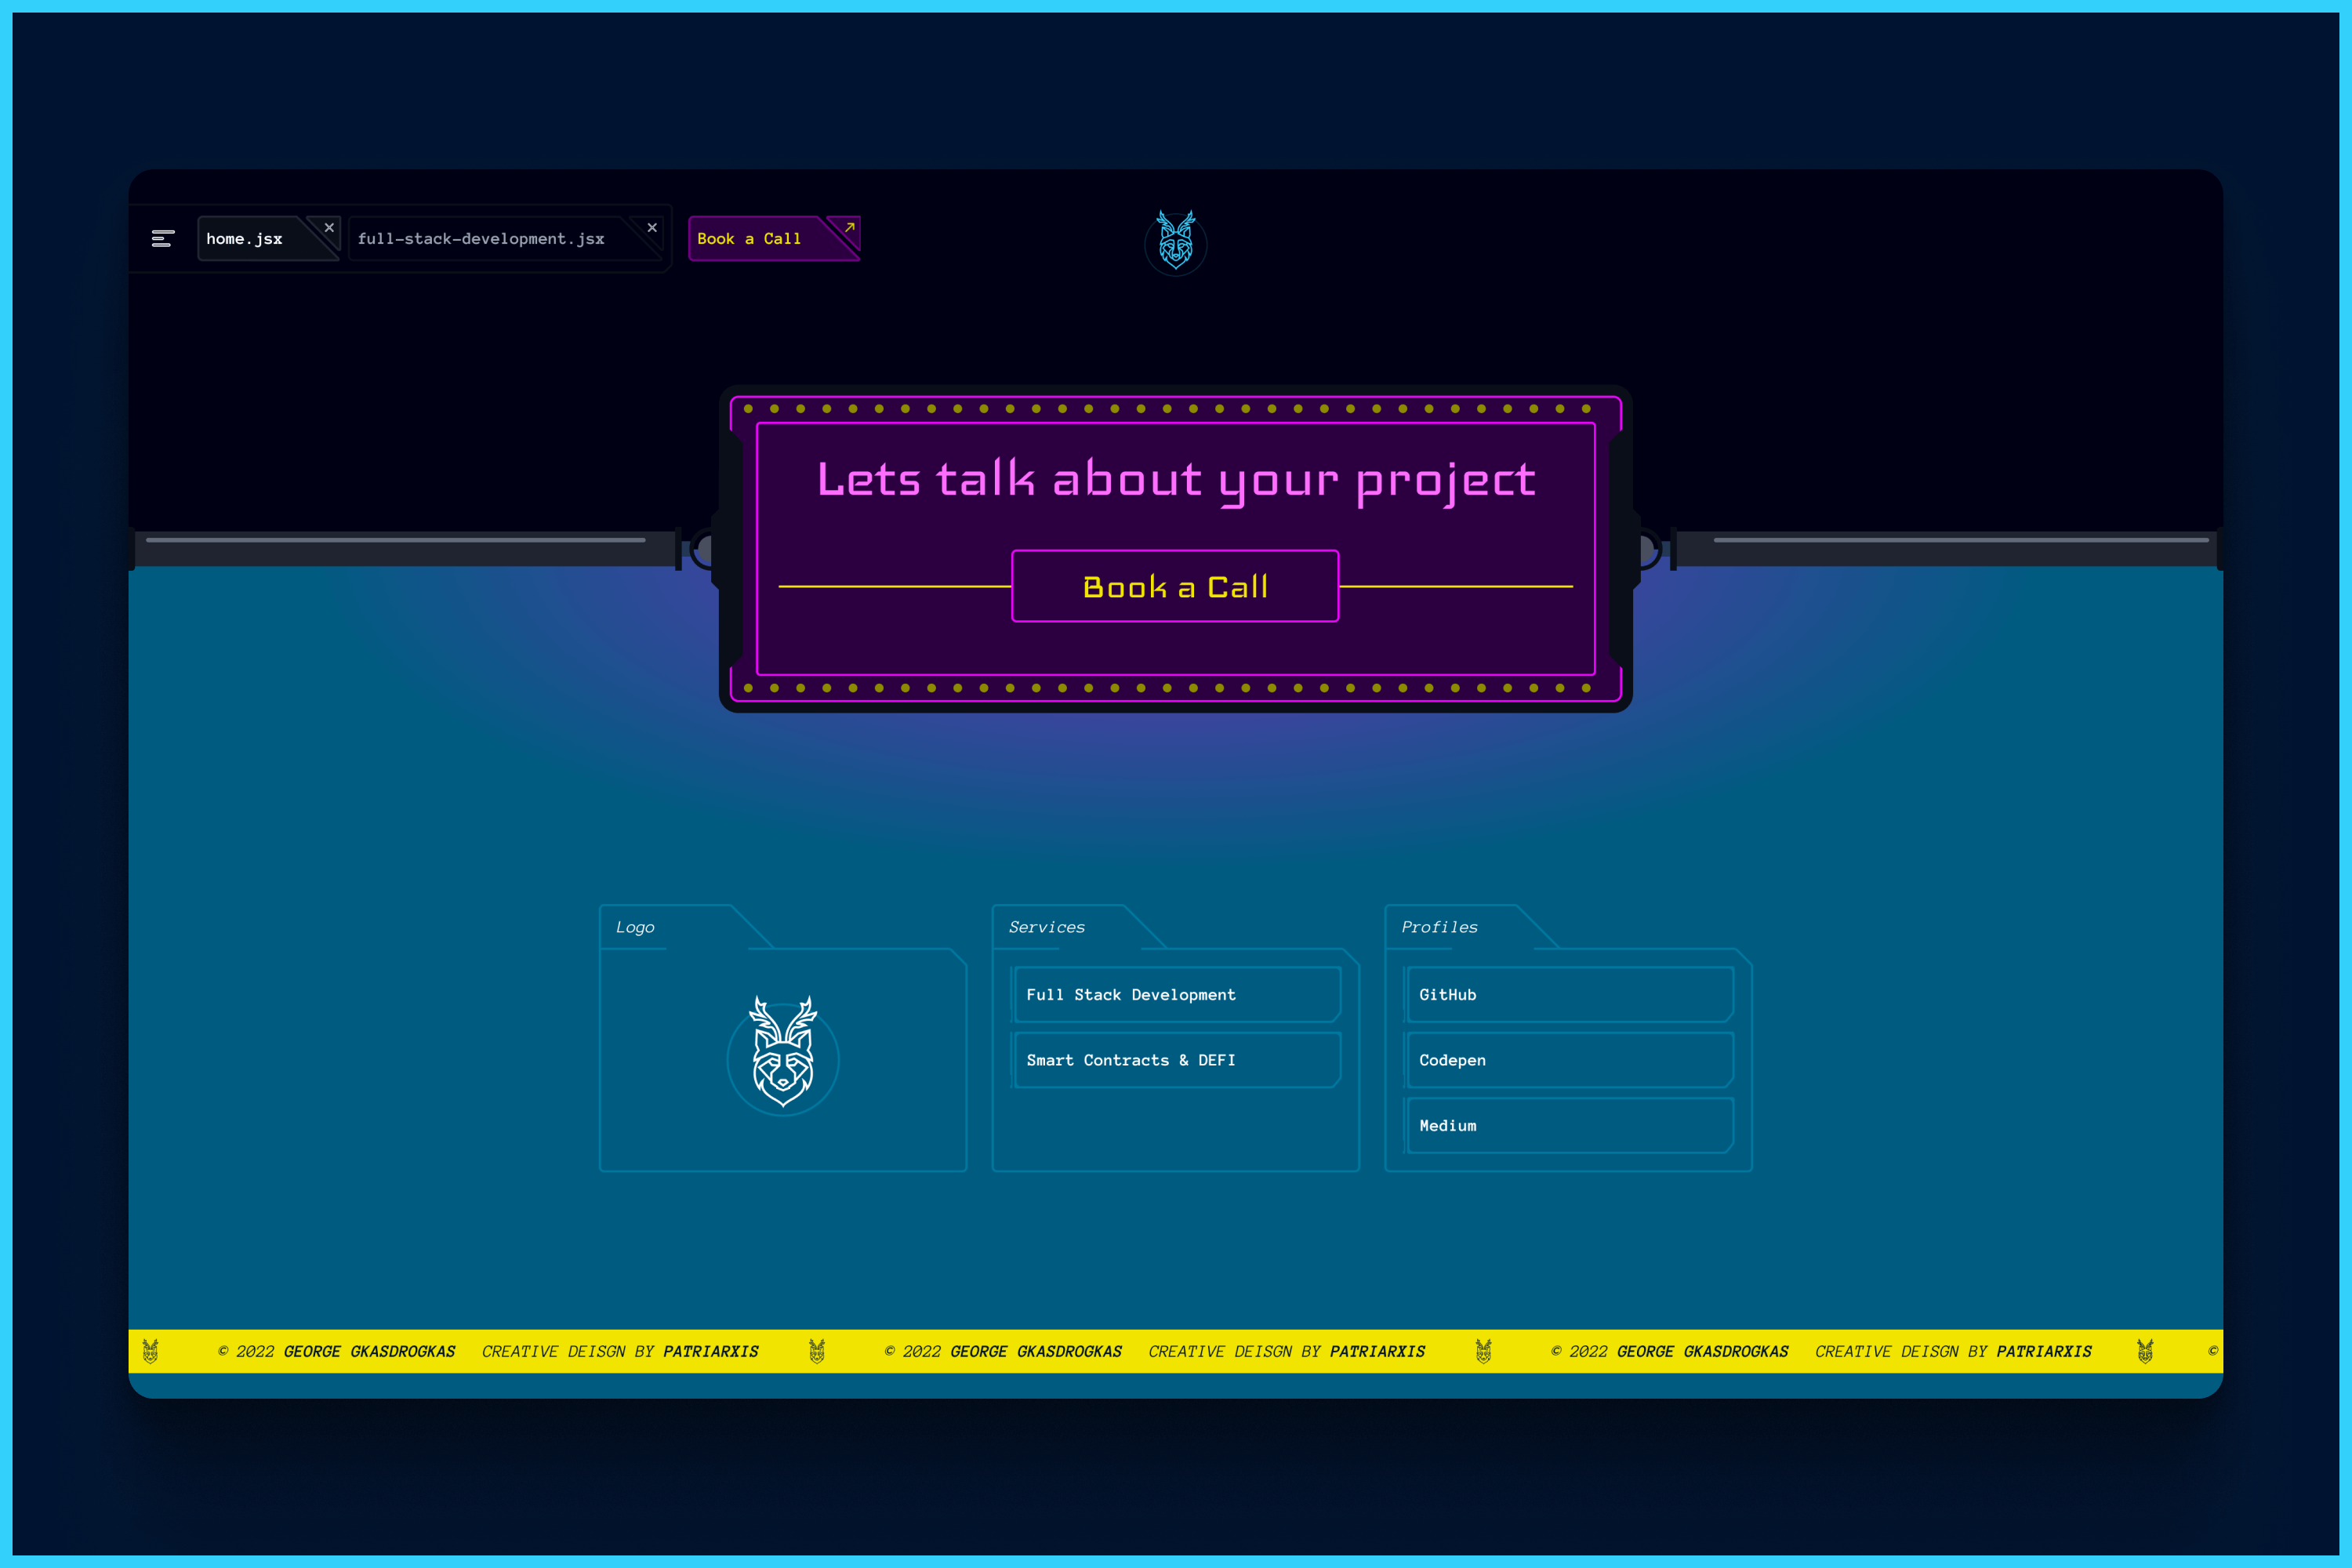 home.jsx
full-stack-development.jsx
Book a Call
Lets talk about your project
Book a Call
Logo
Services
Full Stack Development
Smart Contracts & DEFI
Profiles
GitHub
Codepen
Medium
© 2022 GEORGE GKASDROGKAS CREATIVE DEISGN BY PATRIARXIS © 2022 GEORGE GKASDROGKAS CREATIVE DEISGN BY PATRIARXIS © 2022 GEORGE GKASDROGKAS CREATIVE DEISGN BY PATRIARXIS ©